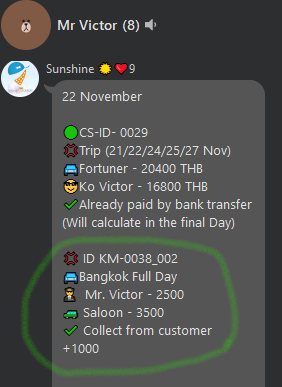 Mr Victor (8)
Sunshine 9
22 November
CS-ID- 0029
Trip (21/22/24/25/27 Nov)
Fortuner - 20400 THB
Ko Victor - 16800 THB
Already paid by bank transfer
(Will calculate in the final Day)
ID KM-0038_002
Bangkok Full Day
Mr. Victor - 2500
Saloon - 3500
Collect from customer
+1000